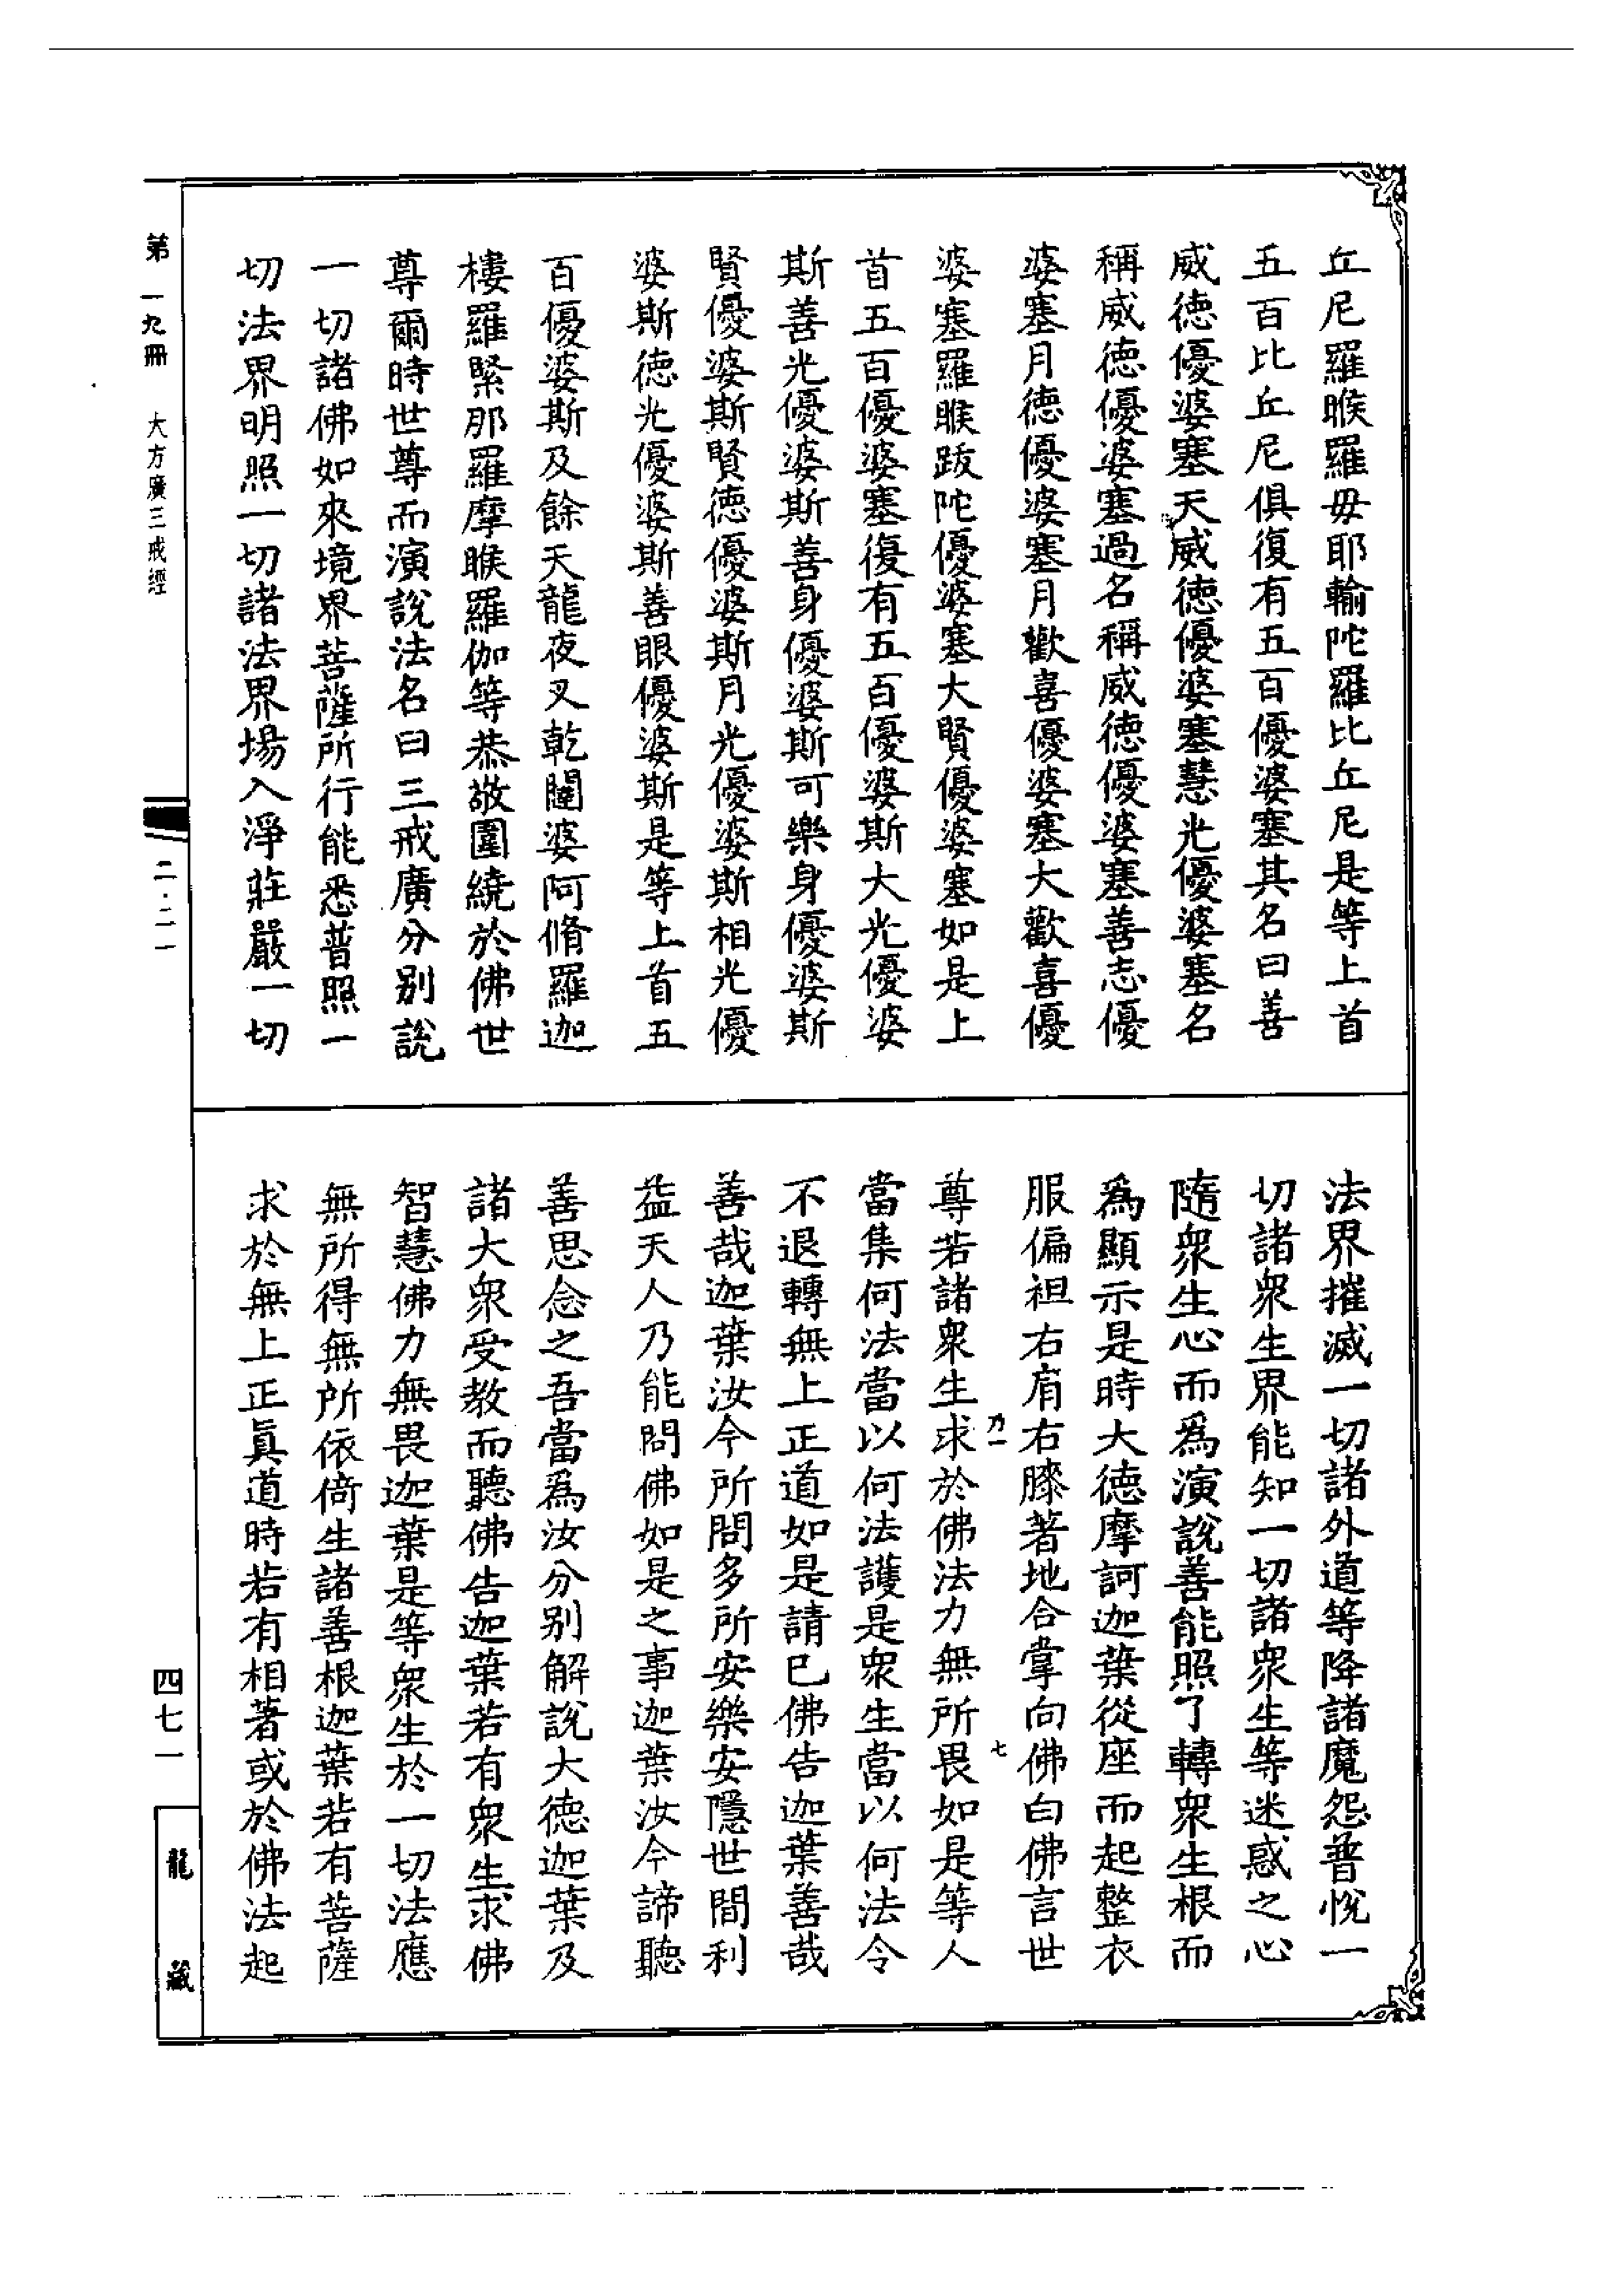 丘尼羅睺羅毋耶輸陀羅比丘尼是等上首
五百比丘尼俱復有五百優婆塞其名曰善
威德優婆塞天威德優婆塞慧光優婆塞名
稱威德優婆塞過名稱威德優婆塞善志優
婆塞月德優婆塞月歡喜優婆塞大歡喜優
婆塞羅睺跋陀優婆塞大賢優婆塞如是上
首五百優婆塞復有五百優婆斯大光優婆
斯善光優婆斯善身優婆斯可樂身優婆斯
賢優婆斯賢德優婆斯月光優婆斯相光優
婆斯德光優婆斯善眼優婆斯是等上首五
百優婆斯及餘天龍夜叉乾闥婆阿脩羅迦
樓羅緊那羅摩睺羅伽等恭敬圍繞於佛世
尊爾時世尊而演說法名曰三戒廣分别說
一切諸佛如來境界菩薩所行能悉普照一
切法界明照一切諸法界場入淨莊嚴一切
法界摧滅一切諸外道等降諸魔怨普悅一
切諸衆生界能知一切諸衆生等迷惑之心
隨衆生心而爲演說善能照了轉衆生根而
爲顯示是時大德摩訶迦葉從座而起整衣
服偏袒右肩右膝著地合掌向佛白佛言世
乃一
七
尊若諸衆生求於佛法力無所畏如是等人
當集何法當以何法護是衆生當以何法令
不退轉無上正道如是請已佛告迦葉善哉
善哉迦葉汝今所問多所安樂安隱世間利
益天人乃能問佛如是之事迦葉汝今諦聽
善思念之吾當爲汝分别解說大德迦葉及
諸大衆受教而聽佛告迦葉若有衆生求佛
智慧佛力無畏迦葉是等衆生於一切法應
無所得無所依倚生諸善根迦葉若有菩薩
求於無上正眞道時若有相著或於佛法起
第一九冊
大方廣三戒經
二·二一
四七一
龍藏